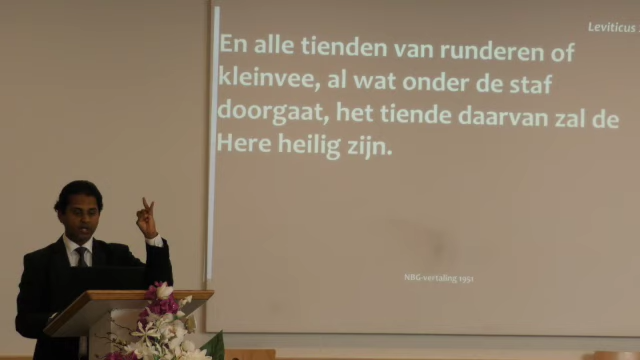 Leviticus
En alle tienden van runderen of
kleinvee, al wat onder de staf
doorgaat, het tiende daarvan zal de
Here heilig zijn.
NBG-vertaling 1951